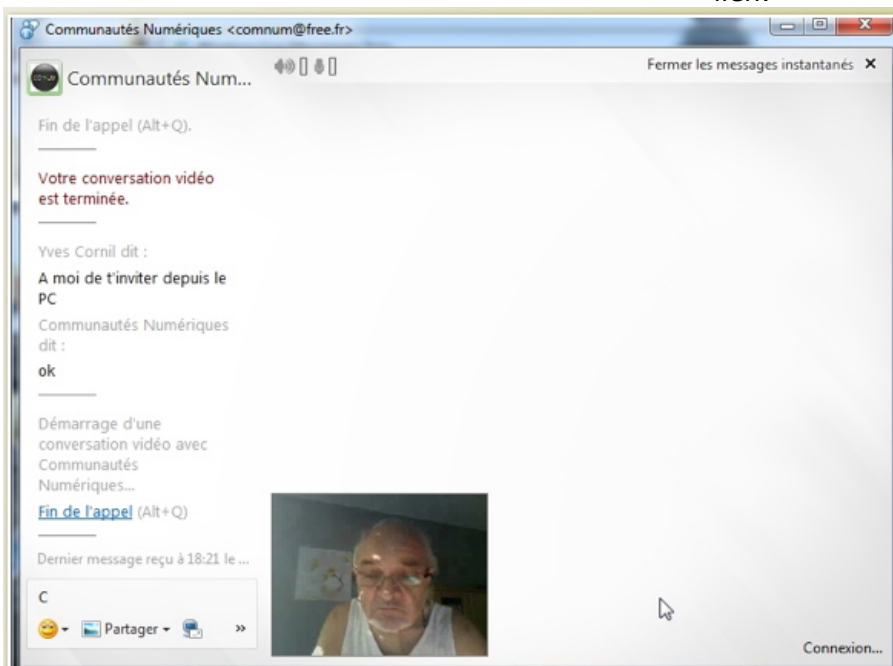 Communautés Numériques <comnum@free.fr>
Communautés Num...
Fermer les messages instantanés
Fin de l'appel (Alt+Q).
Votre conversation vidéo
est terminée.
Yves Cornil dit :
A moi de t'inviter depuis le
PC
Communautés Numériques
dit :
ok
Démarrage d'une
conversation vidéo avec
Communautés
Numériques...
Fin de l'appel (Alt+Q)
Dernier message reçu à 18:21 le ...
C
Partager
Connexion...